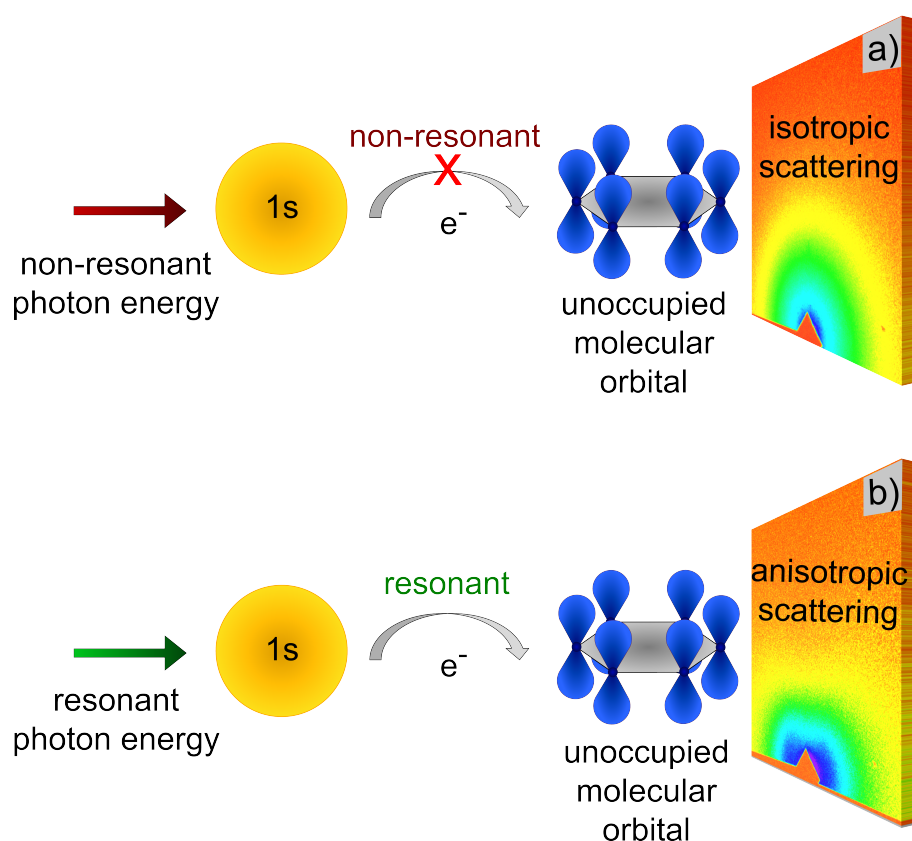 a)
isotropic
scattering
non-resonant
X
1s
e-
non-resonant
photon energy
unoccupied
molecular
orbital
b)
anisotropic
scattering
resonant
1s
e-
resonant
photon energy
unoccupied
molecular
orbital